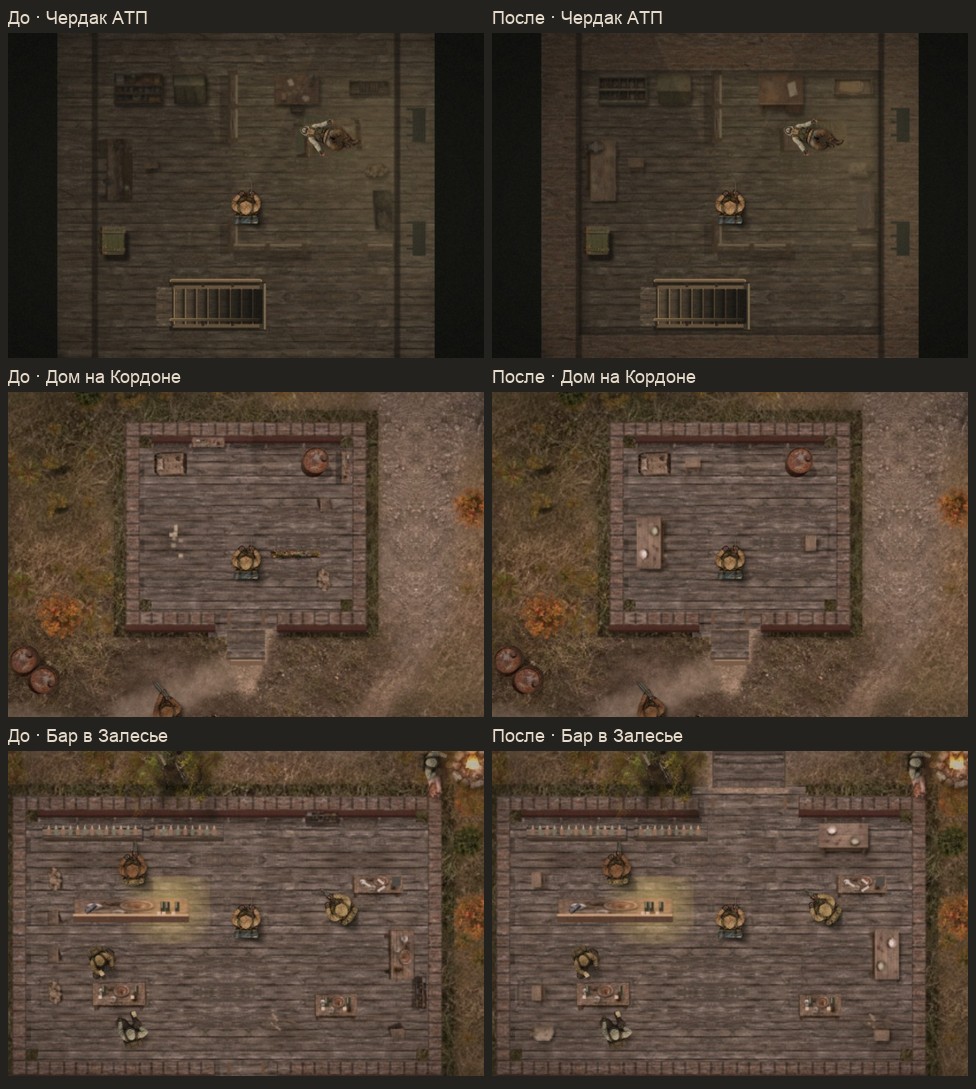 До · Чердак АТП
После · Чердак АТП
До · Дом на Кордоне
После · Дом на Кордоне
До · Бар в Залесье
После · Бар в Залесье